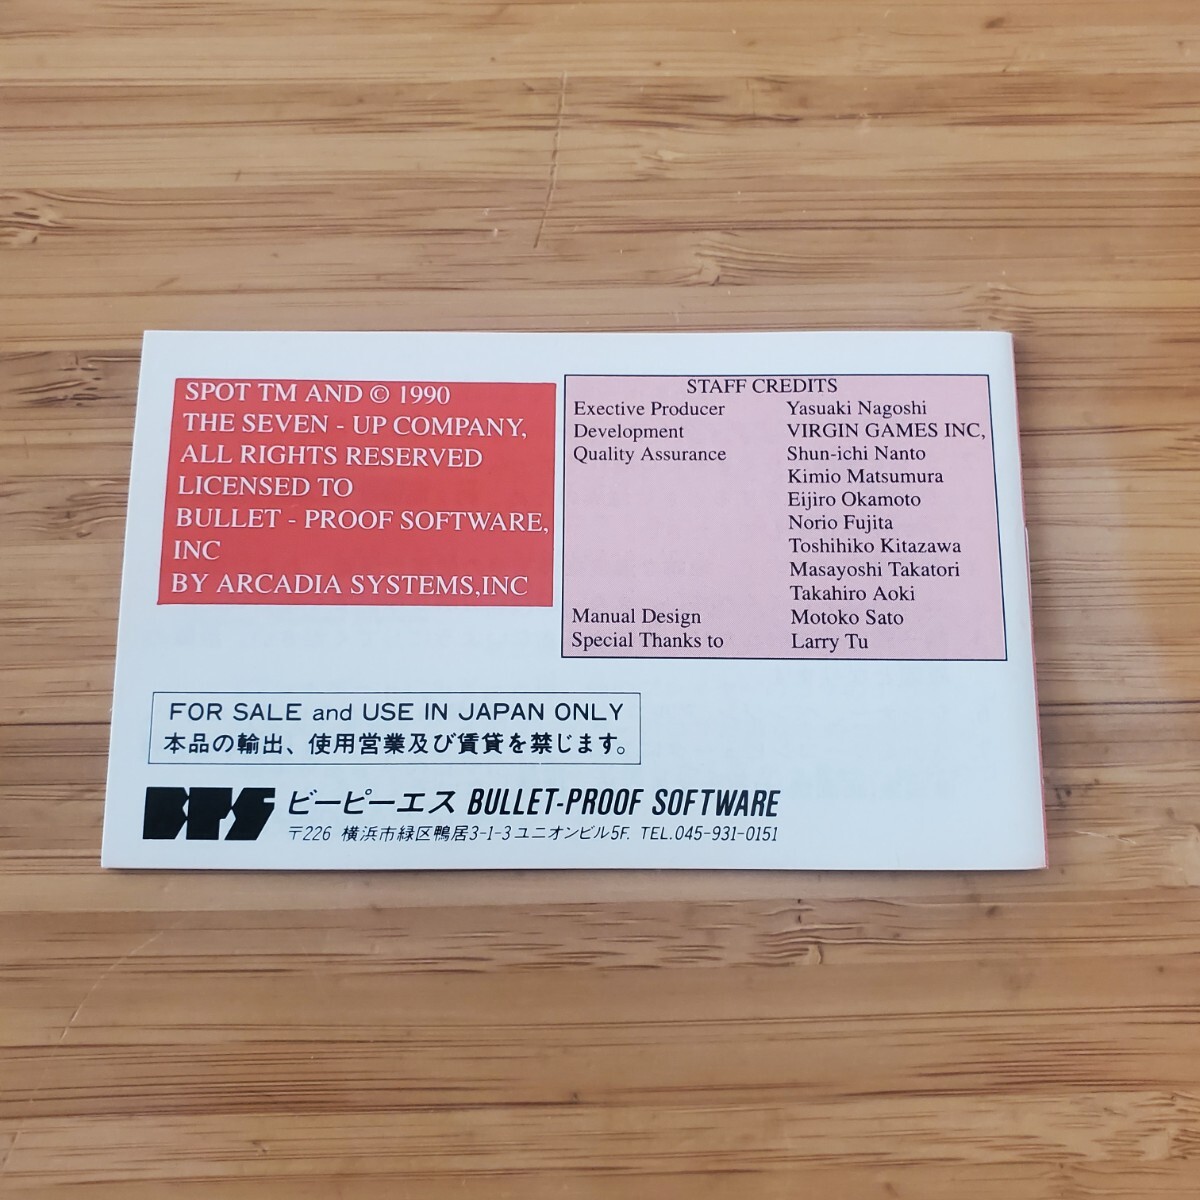 SPOT TM AND © 1990
THE SEVEN - UP COMPANY,
ALL RIGHTS RESERVED
LICENSED TO
BULLET - PROOF SOFTWARE,
INC
BY ARCADIA SYSTEMS,INC
STAFF CREDITS
Exective Producer Yasuaki Nagoshi
Development VIRGIN GAMES INC,
Quality Assurance Shun-ichi Nanto
Kimio Matsumura
Eijiro Okamoto
Norio Fujita
Toshihiko Kitazawa
Masayoshi Takatori
Takahiro Aoki
Manual Design Motoko Sato
Special Thanks to Larry Tu
FOR SALE and USE IN JAPAN ONLY
本品の輸出、使用営業及び賃貸を禁じます。
BPS ビーピーエス BULLET-PROOF SOFTWARE
〒226 横浜市緑区鴨居3-1-3ユニオンビル5F. TEL.045-931-0151